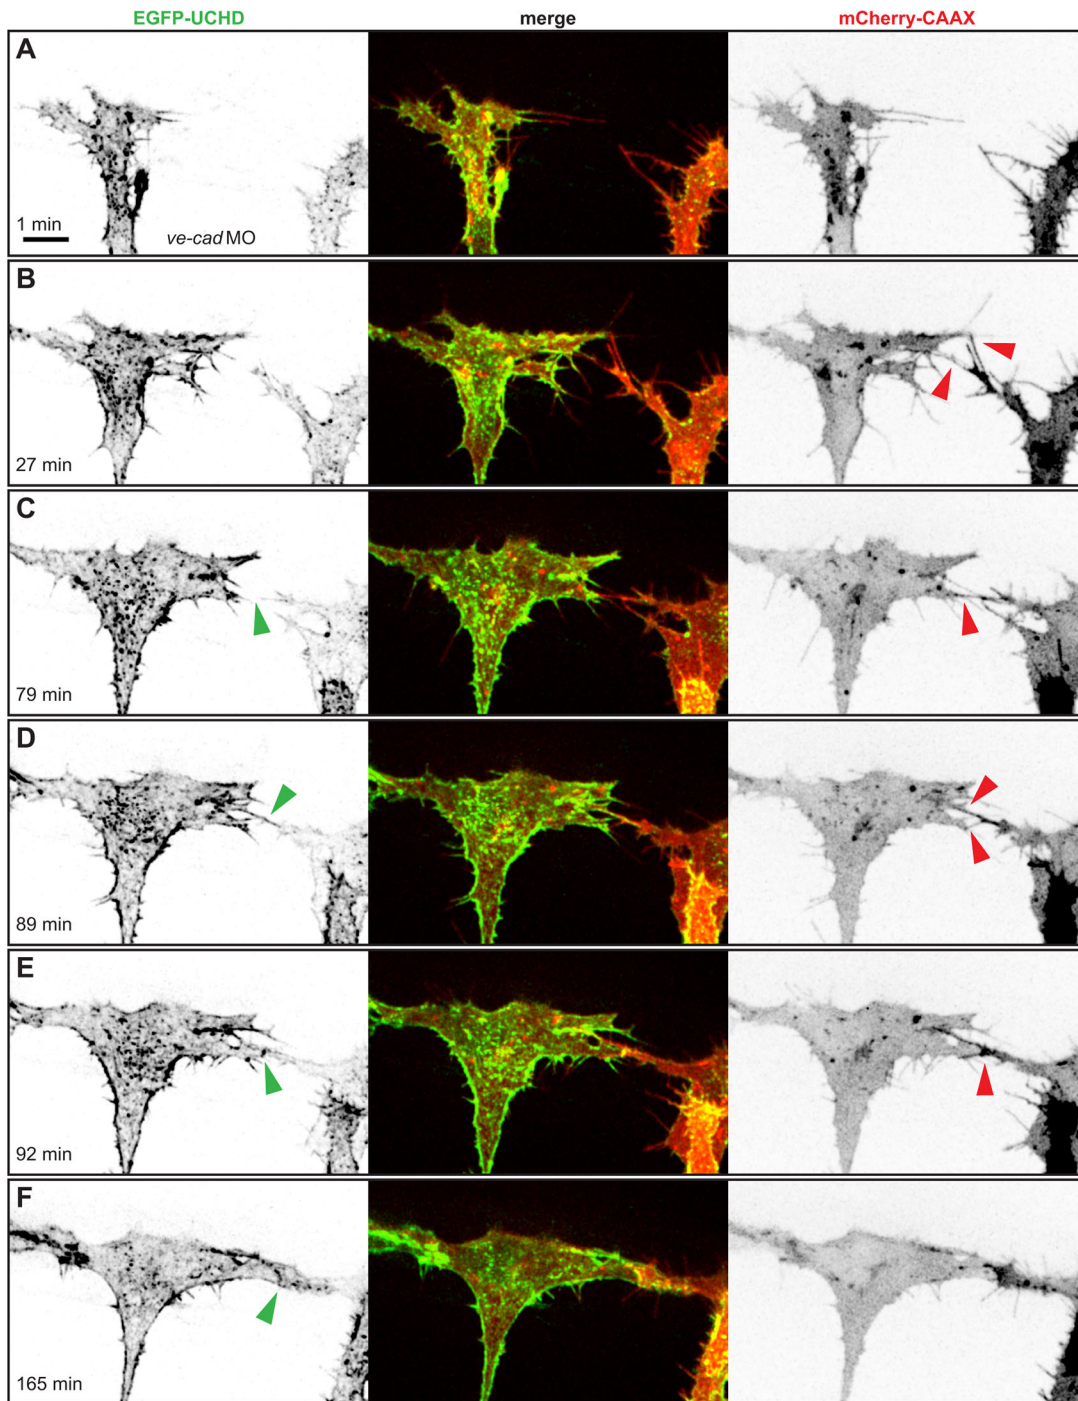 EGFP-UCHD merge mCherry-CAAX
A
1 min
ve-cad MO
B
27 min
C
79 min
D
89 min
E
92 min
F
165 min